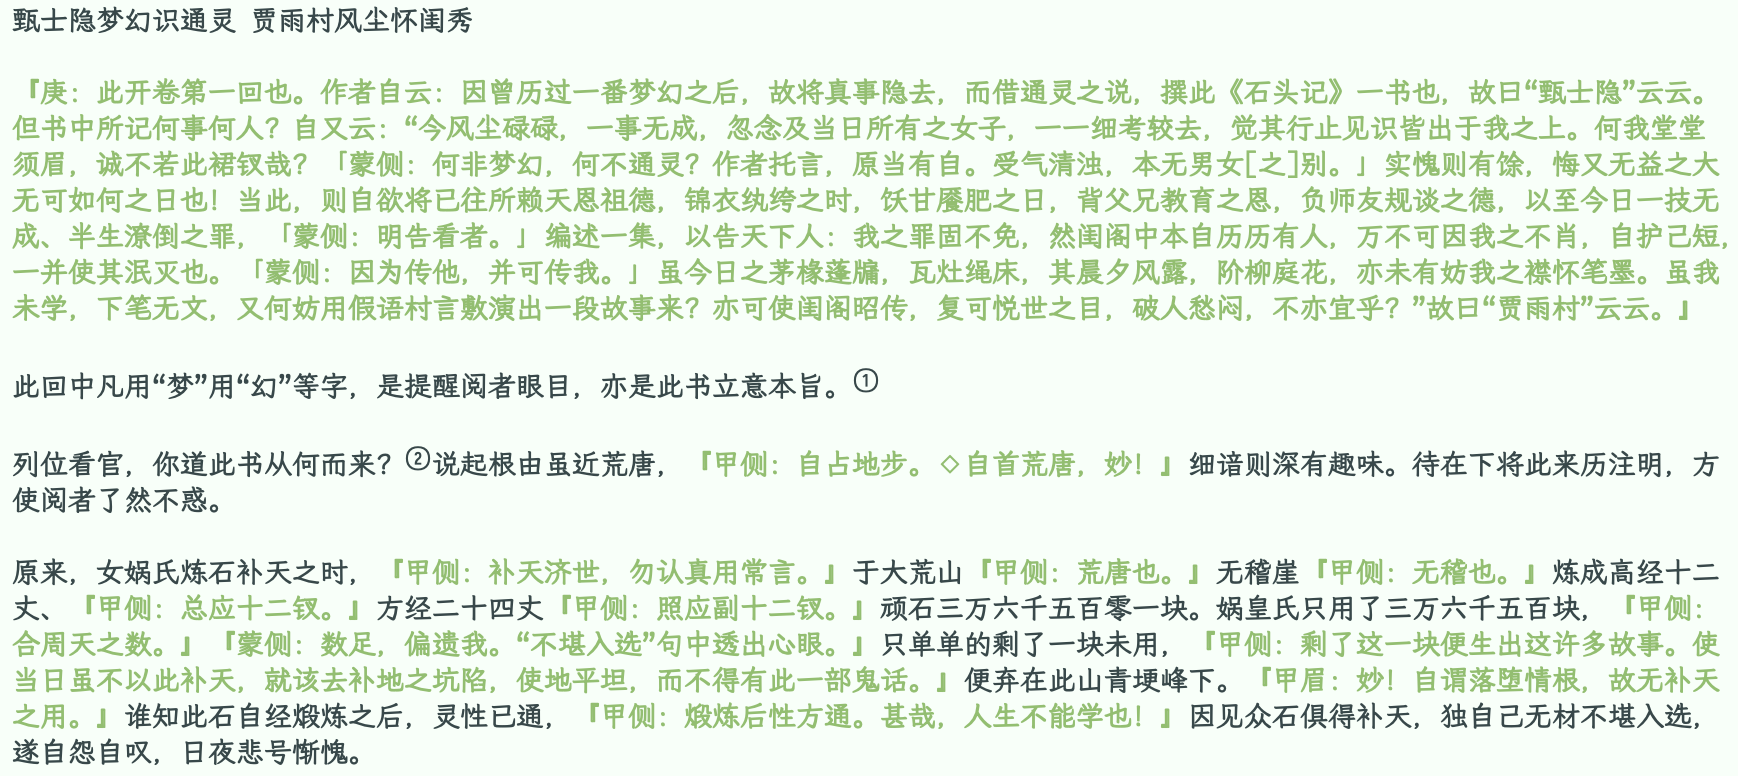 甄士隐梦幻识通灵 贾雨村风尘怀闺秀
『庚：此开卷第一回也。作者自云：因曾历过一番梦幻之后，故将真事隐去，而借通灵之说，撰此《石头记》一书也，故曰“甄士隐”云云。
但书中所记何事何人？自又云：“今风尘碌碌，一事无成，忽念及当日所有之女子，一一细考较去，觉其行止见识皆出于我之上。何我堂堂
须眉，诚不若此裙钗哉？「蒙侧：何非梦幻，何不通灵？作者托言，原当有自。受气清浊，本无男女[之]别。」实愧则有馀，悔又无益之大
无可如何之日也！当此，则自欲将已往所赖天恩祖德，锦衣纨绔之时，饫甘餍肥之日，背父兄教育之恩，负师友规谈之德，以至今日一技无
成、半生潦倒之罪，「蒙侧：明告看者。」编述一集，以告天下人：我之罪固不免，然闺阁中本自历历有人，万不可因我之不肖，自护己短，
一并使其泯灭也。「蒙侧：因为传他，并可传我。」虽今日之茅椽蓬牖，瓦灶绳床，其晨夕风露，阶柳庭花，亦未有妨我之襟怀笔墨。虽我
未学，下笔无文，又何妨用假语村言敷演出一段故事来？亦可使闺阁昭传，复可悦世之目，破人愁闷，不亦宜乎？”故曰“贾雨村”云云。』
此回中凡用“梦”用“幻”等字，是提醒阅者眼目，亦是此书立意本旨。①
列位看官，你道此书从何而来？②说起根由虽近荒唐，『甲侧：自占地步。◇自首荒唐，妙！』细谙则深有趣味。待在下将此来历注明，方
使阅者了然不惑。
原来，女娲氏炼石补天之时，『甲侧：补天济世，勿认真用常言。』于大荒山『甲侧：荒唐也。』无稽崖『甲侧：无稽也。』炼成高经十二
丈、『甲侧：总应十二钗。』方经二十四丈『甲侧：照应副十二钗。』顽石三万六千五百零一块。娲皇氏只用了三万六千五百块，『甲侧：
合周天之数。』『蒙侧：数足，偏遗我。“不堪入选”句中透出心眼。』只单单的剩了一块未用，『甲侧：剩了这一块便生出这许多故事。使
当日虽不以此补天，就该去补地之坑陷，使地平坦，而不得有此一部鬼话。』便弃在此山青埂峰下。『甲眉：妙！自谓落堕情根，故无补天
之用。』谁知此石自经煅炼之后，灵性已通，『甲侧：煅炼后性方通。甚哉，人生不能学也！』因见众石俱得补天，独自己无材不堪入选，
遂自怨自叹，日夜悲号惭愧。